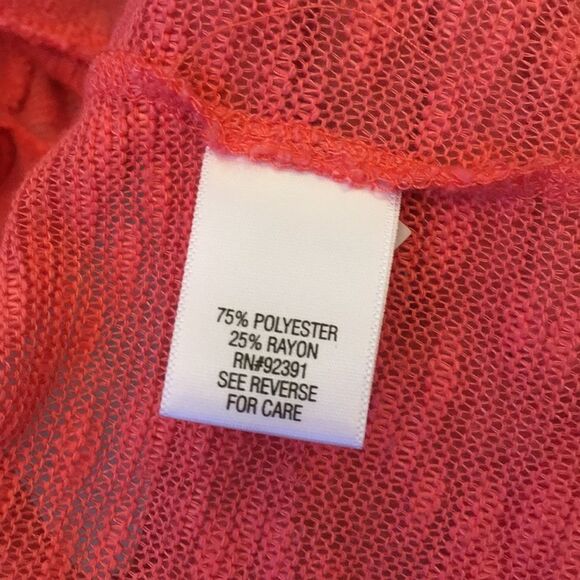 75% POLYESTER
25% RAYON
RN#92391
SEE REVERSE
FOR CARE